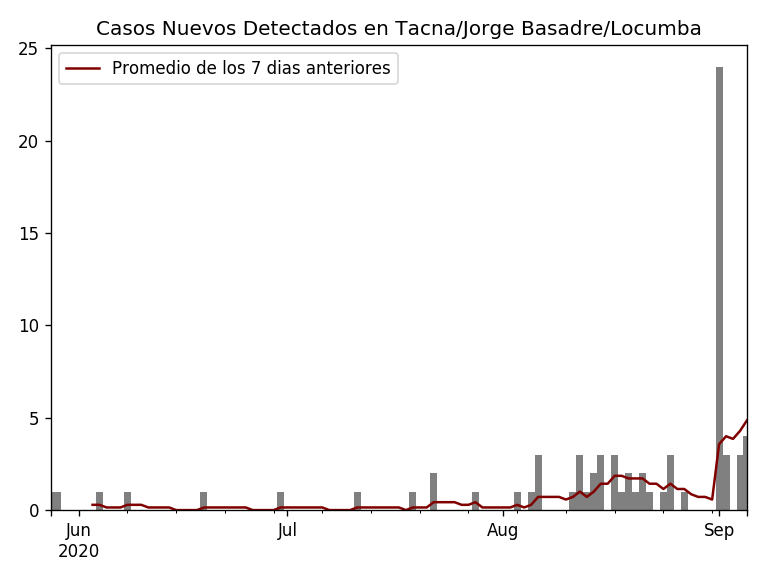 Casos Nuevos Detectados en Tacna/Jorge Basadre/Locumba
Promedio de los 7 dias anteriores
25
20
15
10
5
0
Jun
2020
Jul
Aug
Sep